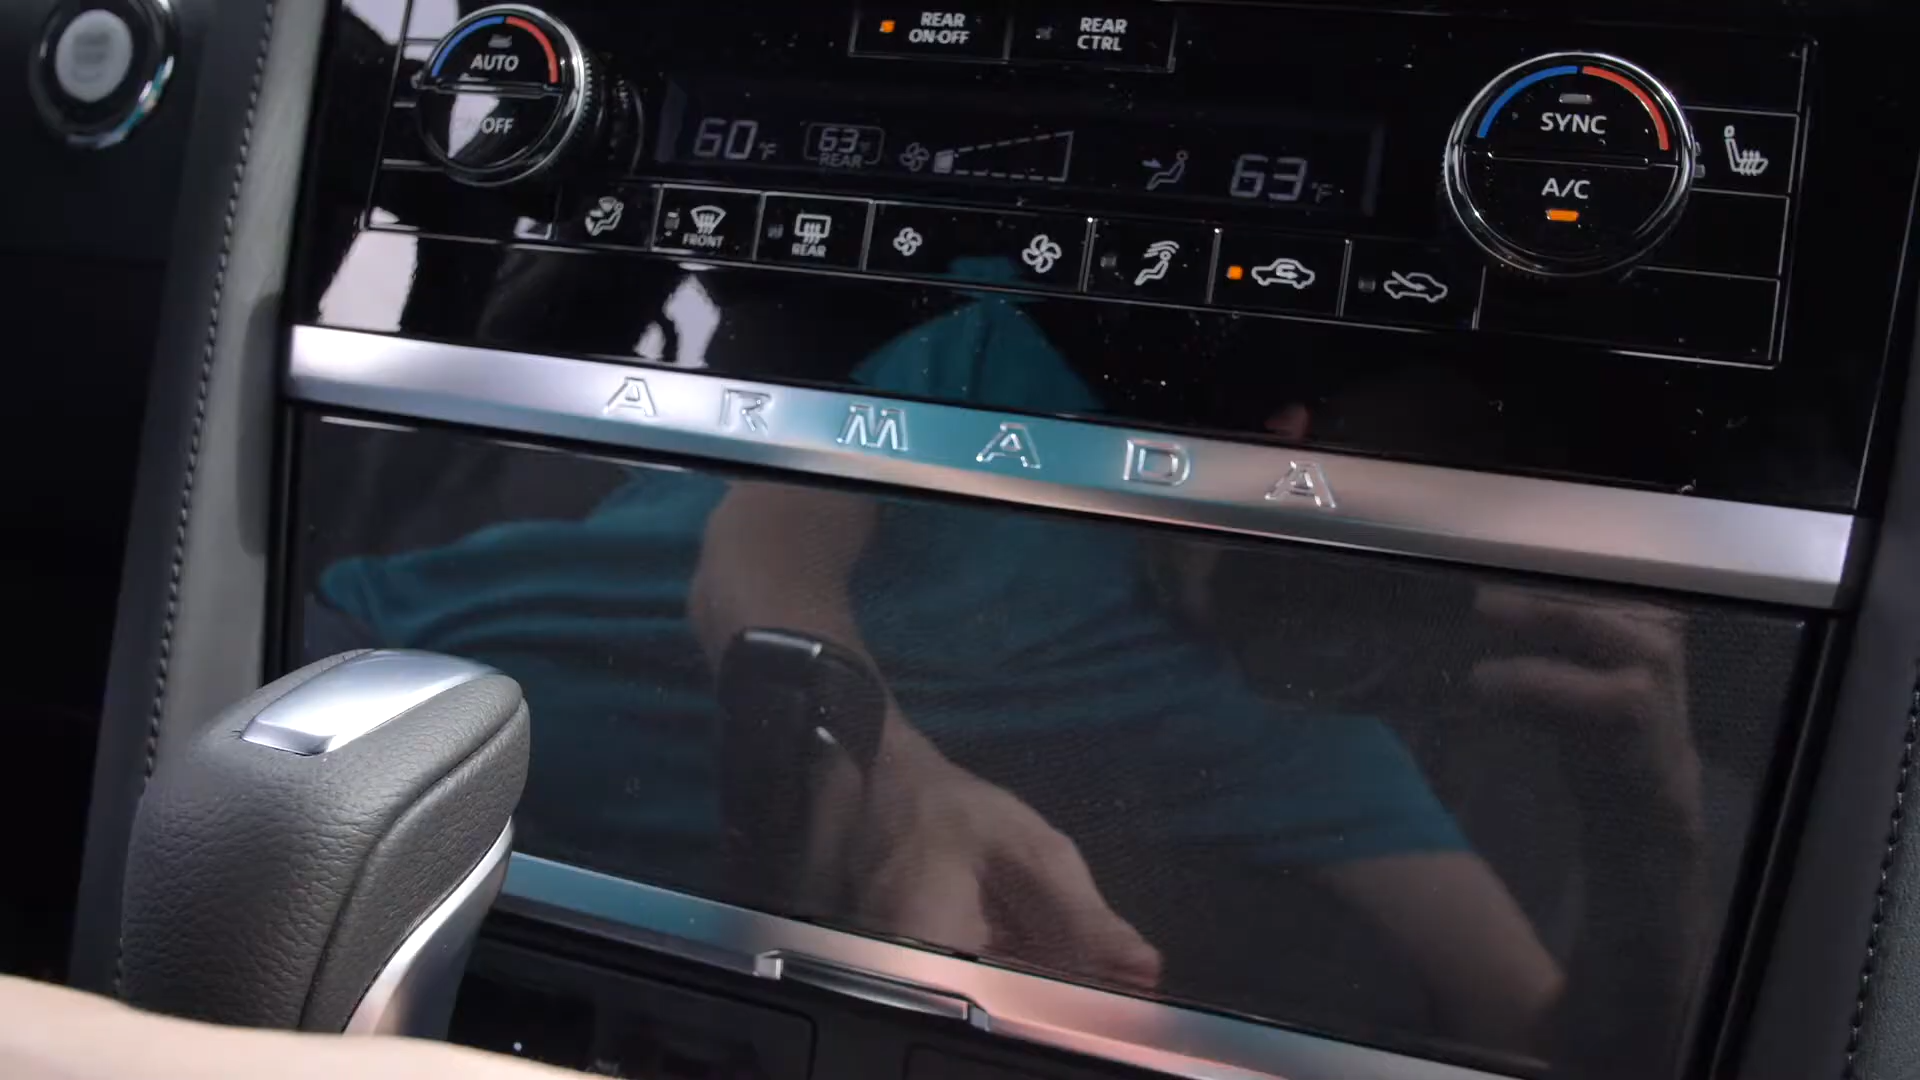 REAR
ON·OFF
REAR
CTRL
AUTO
OFF
60°F
63°F
REAR
63°F
SYNC
A/C
FRONT
REAR
ARMADA